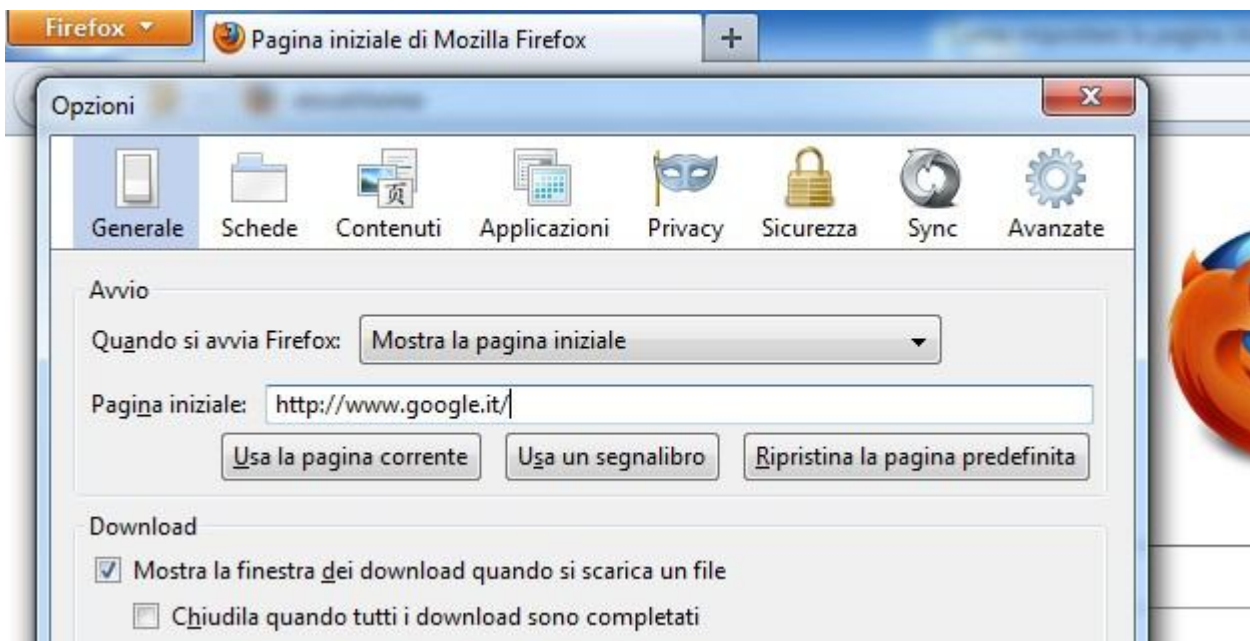 Firefox
Pagina iniziale di Mozilla Firefox
Opzioni
Generale Schede Contenuti Applicazioni Privacy Sicurezza Sync Avanzate
Avvio
Quando si avvia Firefox: Mostra la pagina iniziale
Pagina iniziale: http://www.google.it/
Usa la pagina corrente Usa un segnalibro Ripristina la pagina predefinita
Download
Mostra la finestra dei download quando si scarica un file
Chiudila quando tutti i download sono completati